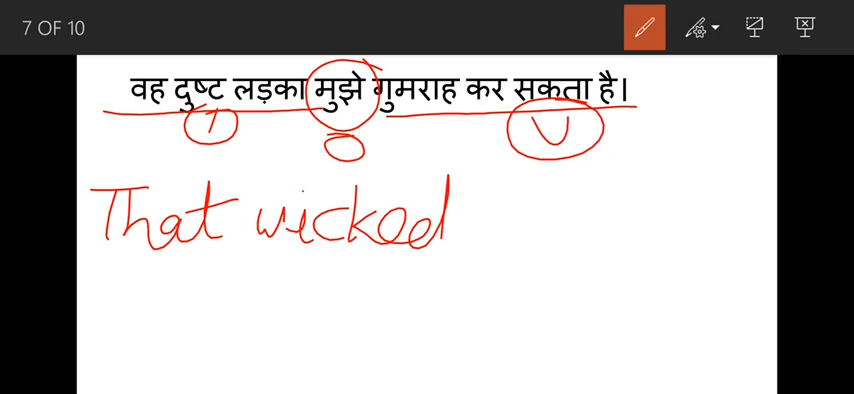 7 OF 10
वह दुष्ट लड़का मुझे गुमराह कर सकता है।
O
V
That wicked